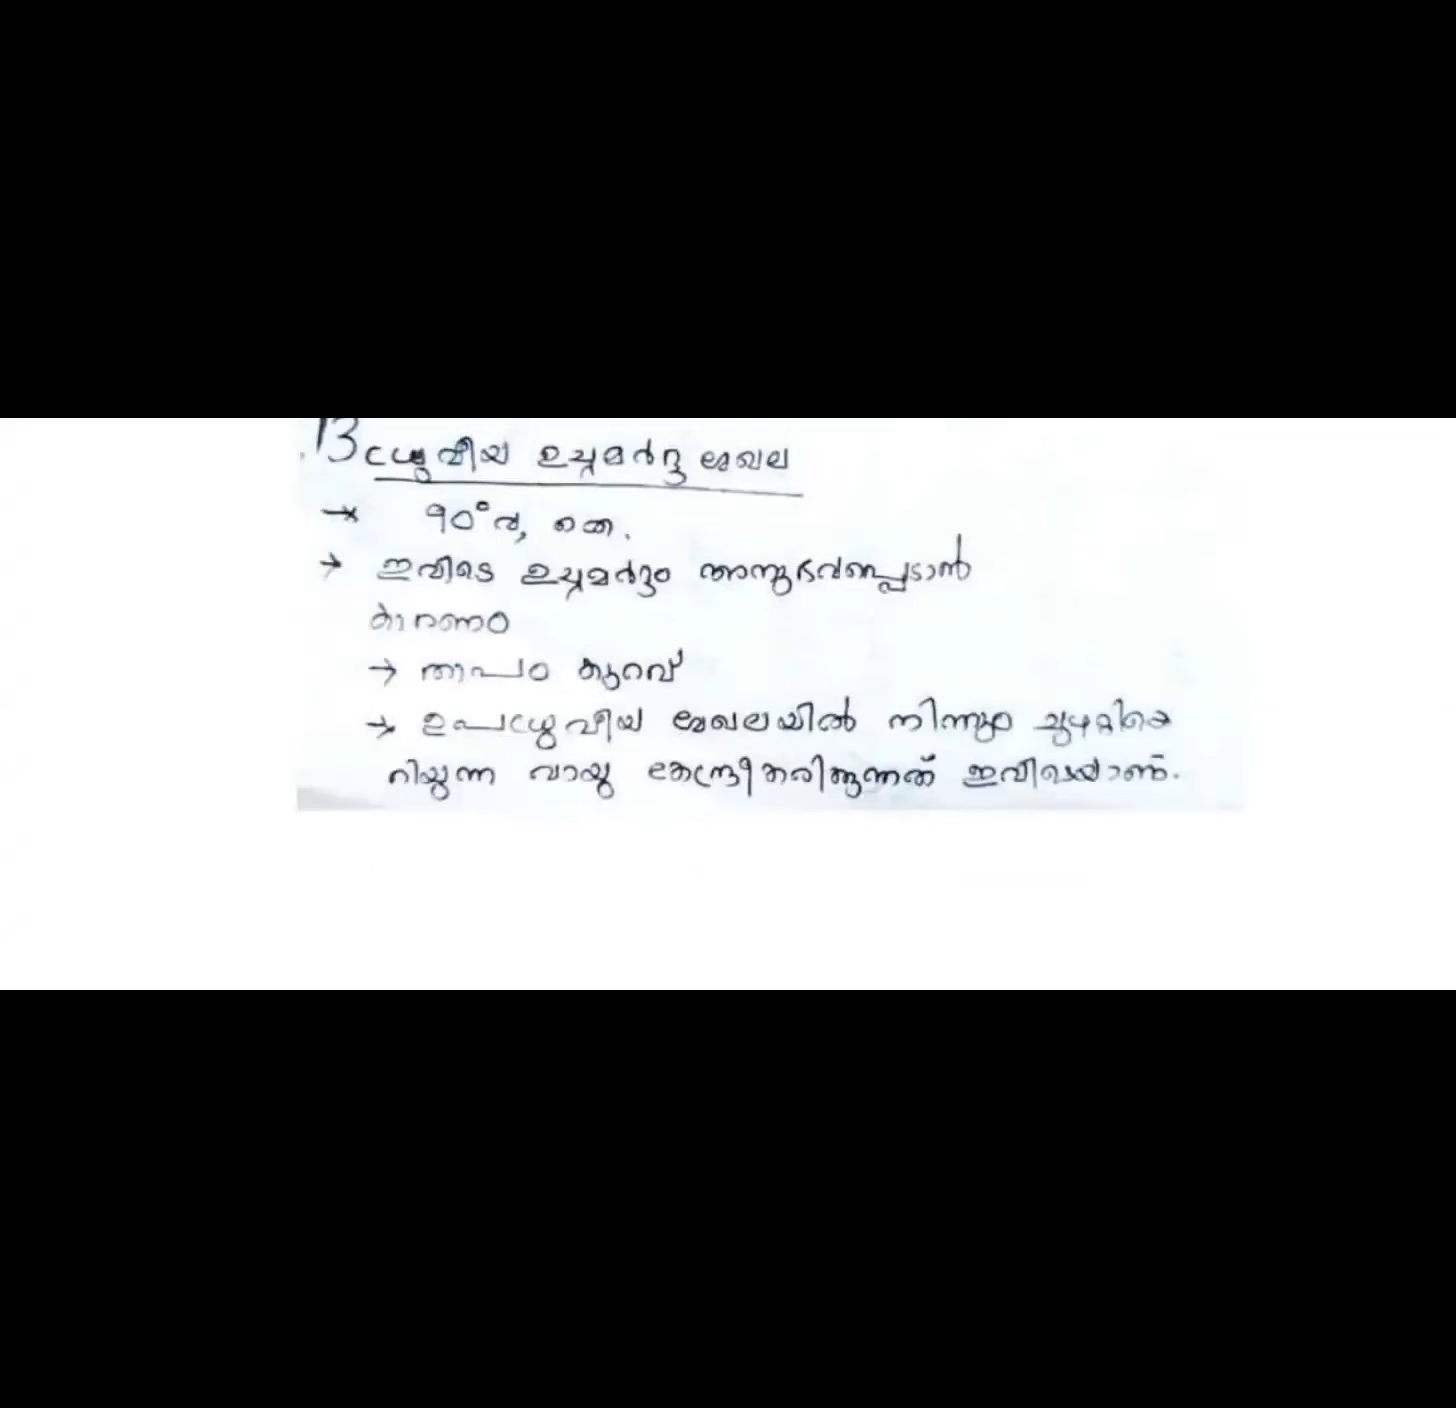 13 ധ്രുവീയ ഉച്ചമർദ്ദ മേഖല
→ 90° വ, തെ.
→ ഇവിടെ ഉച്ചമർദ്ദം അനുഭവപ്പെടാൻ
കാരണം
→ താപം കുറവ്
→ ഉപധ്രുവീയ മേഖലയിൽ നിന്നും ചുഴറ്റിയെ
റിയുന്ന വായു കേന്ദ്രീകരിക്കുന്നത് ഇവിടെയാണ്.